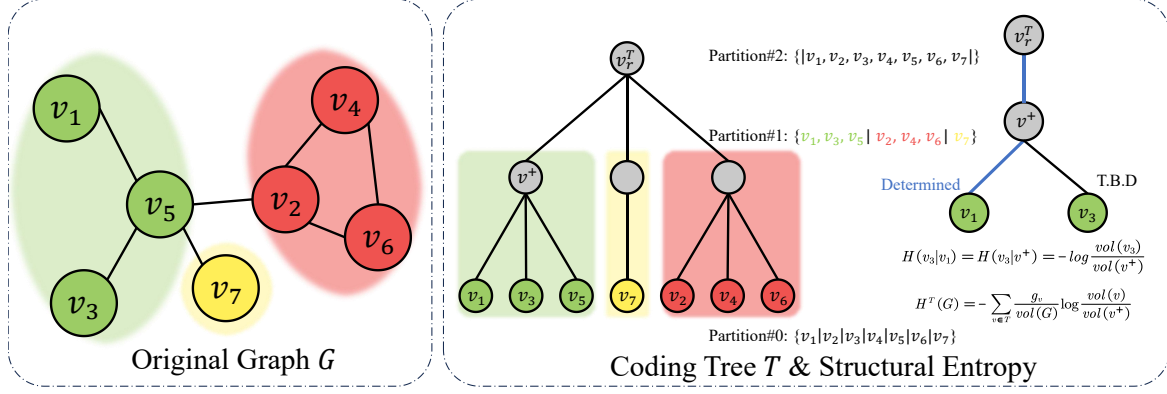 v₁
v₄
v₅
v₂
v₆
v₃
v₇
Original Graph G
v_r^T
v⁺
v₁
v₃
v₅
v₇
v₂
v₄
v₆
Partition#2: {|v₁, v₂, v₃, v₄, v₅, v₆, v₇|}
Partition#1: {v₁, v₃, v₅| v₂, v₄, v₆| v₇}
Partition#0: {v₁|v₂|v₃|v₄|v₅|v₆|v₇}
v_r^T
v⁺
Determined
T.B.D
v₁
v₃
H(v₃|v₁) = H(v₃|v⁺) = −log vol(v₃)/vol(v⁺)
H^T(G) = − ∑_{v∈T} g_v/vol(G) log vol(v)/vol(v⁺)
Coding Tree T & Structural Entropy